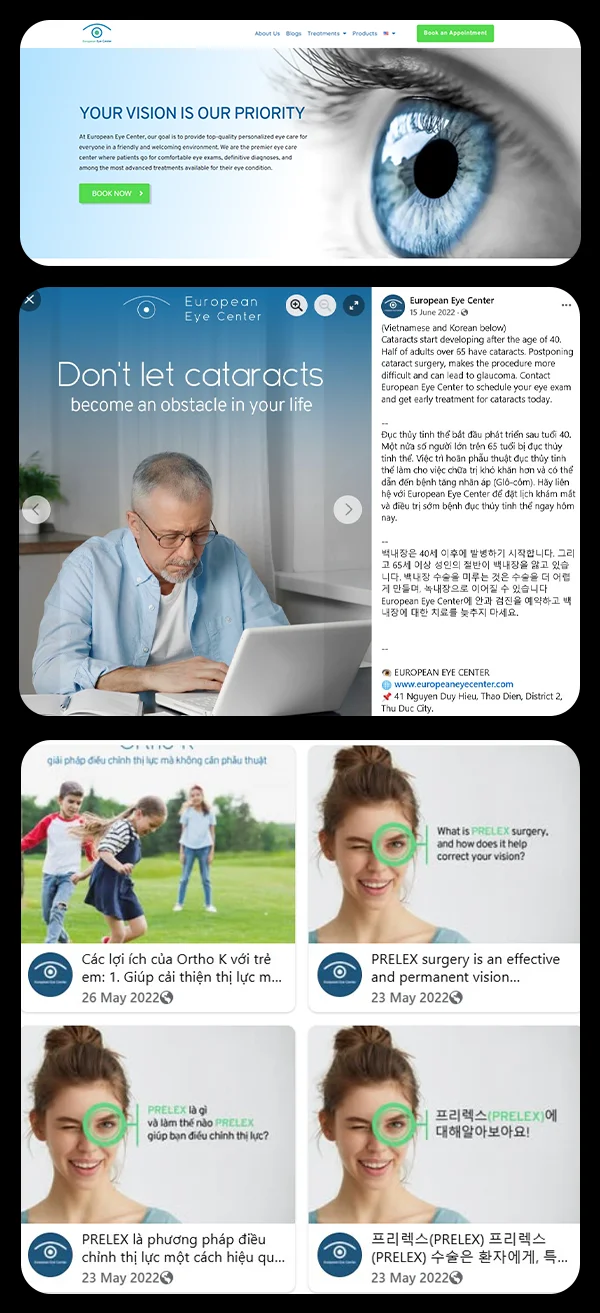 European Eye Center
About Us Blogs Treatments Products
Book an Appointment
YOUR VISION IS OUR PRIORITY
At European Eye Center, our goal is to provide top-quality personalized eye care for
everyone in a friendly and welcoming environment. We are the premier eye care
center where patients go for comfortable eye exams, definitive diagnoses, and
among the most advanced treatments available for their eye condition.
BOOK NOW
European
Eye Center
Don't let cataracts
become an obstacle in your life
European Eye Center
15 June 2022
(Vietnamese and Korean below)
Cataracts start developing after the age of 40.
Half of adults over 65 have cataracts. Postponing
cataract surgery, makes the procedure more
difficult and can lead to glaucoma. Contact
European Eye Center to schedule your eye exam
and get early treatment for cataracts today.
--
Đục thủy tinh thể bắt đầu phát triển sau tuổi 40.
Một nửa số người lớn trên 65 tuổi bị đục thủy
tinh thể. Việc trì hoãn phẫu thuật đục thủy tinh
thể làm cho việc chữa trị khó khăn hơn và có thể
dẫn đến bệnh tăng nhãn áp (Glô-côm). Hãy liên
hệ với European Eye Center để đặt lịch khám mắt
và điều trị sớm bệnh đục thủy tinh thể ngay hôm
nay.
--
백내장은 40세 이후에 발병하기 시작합니다. 그리
고 65세 이상 성인의 절반이 백내장을 앓고 있습
니다. 백내장 수술을 미루는 것은 수술을 더 어렵
게 만들며, 녹내장으로 이어질 수 있습니다
European Eye Center에 안과 검진을 예약하고 백
내장에 대한 치료를 늦추지 마세요.
--
EUROPEAN EYE CENTER
www.europeaneyecenter.com
41 Nguyen Duy Hieu, Thao Dien, District 2,
Thu Duc City.
Ortho K
giải pháp điều chỉnh thị lực mà không cần phẫu thuật
Các lợi ích của Ortho K với trẻ
em: 1. Giúp cải thiện thị lực m...
26 May 2022
What is PRELEX surgery,
and how does it help
correct your vision?
PRELEX surgery is an effective
and permanent vision...
23 May 2022
PRELEX là gì
và làm thế nào PRELEX
giúp bạn điều chỉnh thị lực?
PRELEX là phương pháp điều
chỉnh thị lực một cách hiệu qu...
23 May 2022
프리렉스(PRELEX)에
대해알아보아요!
프리렉스(PRELEX) 프리렉스
(PRELEX) 수술은 환자에게, 특...
23 May 2022